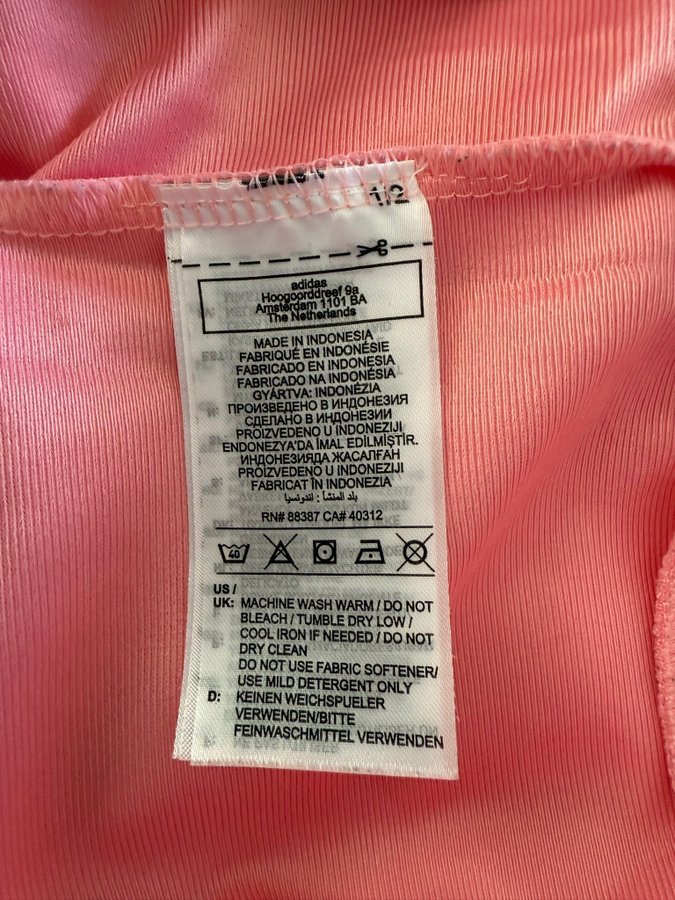 1/2
adidas
Hoogoorddreef 9a
Amsterdam 1101 BA
The Netherlands
MADE IN INDONESIA
FABRIQUÉ EN INDONÉSIE
FABRICADO EN INDONESIA
FABRICADO NA INDONÉSIA
GYÁRTVA: INDONÉZIA
ПРОИЗВЕДЕНО В ИНДОНЕЗИЯ
СДЕЛАНО В ИНДОНЕЗИИ
PROIZVEDENO U INDONEZIJI
ENDONEZYA'DA İMAL EDİLMİŞTİR.
ИНДОНЕЗИЯДА ЖАСАЛҒАН
PROIZVEDENO U INDONEZIJI
FABRICAT ÎN INDONEZIA
بلد المنشأ : اندونسيا
RN# 88387 CA# 40312
40
US /
UK: MACHINE WASH WARM / DO NOT
BLEACH / TUMBLE DRY LOW /
COOL IRON IF NEEDED / DO NOT
DRY CLEAN
DO NOT USE FABRIC SOFTENER/
USE MILD DETERGENT ONLY
D: KEINEN WEICHSPUELER
VERWENDEN/BITTE
FEINWASCHMITTEL VERWENDEN